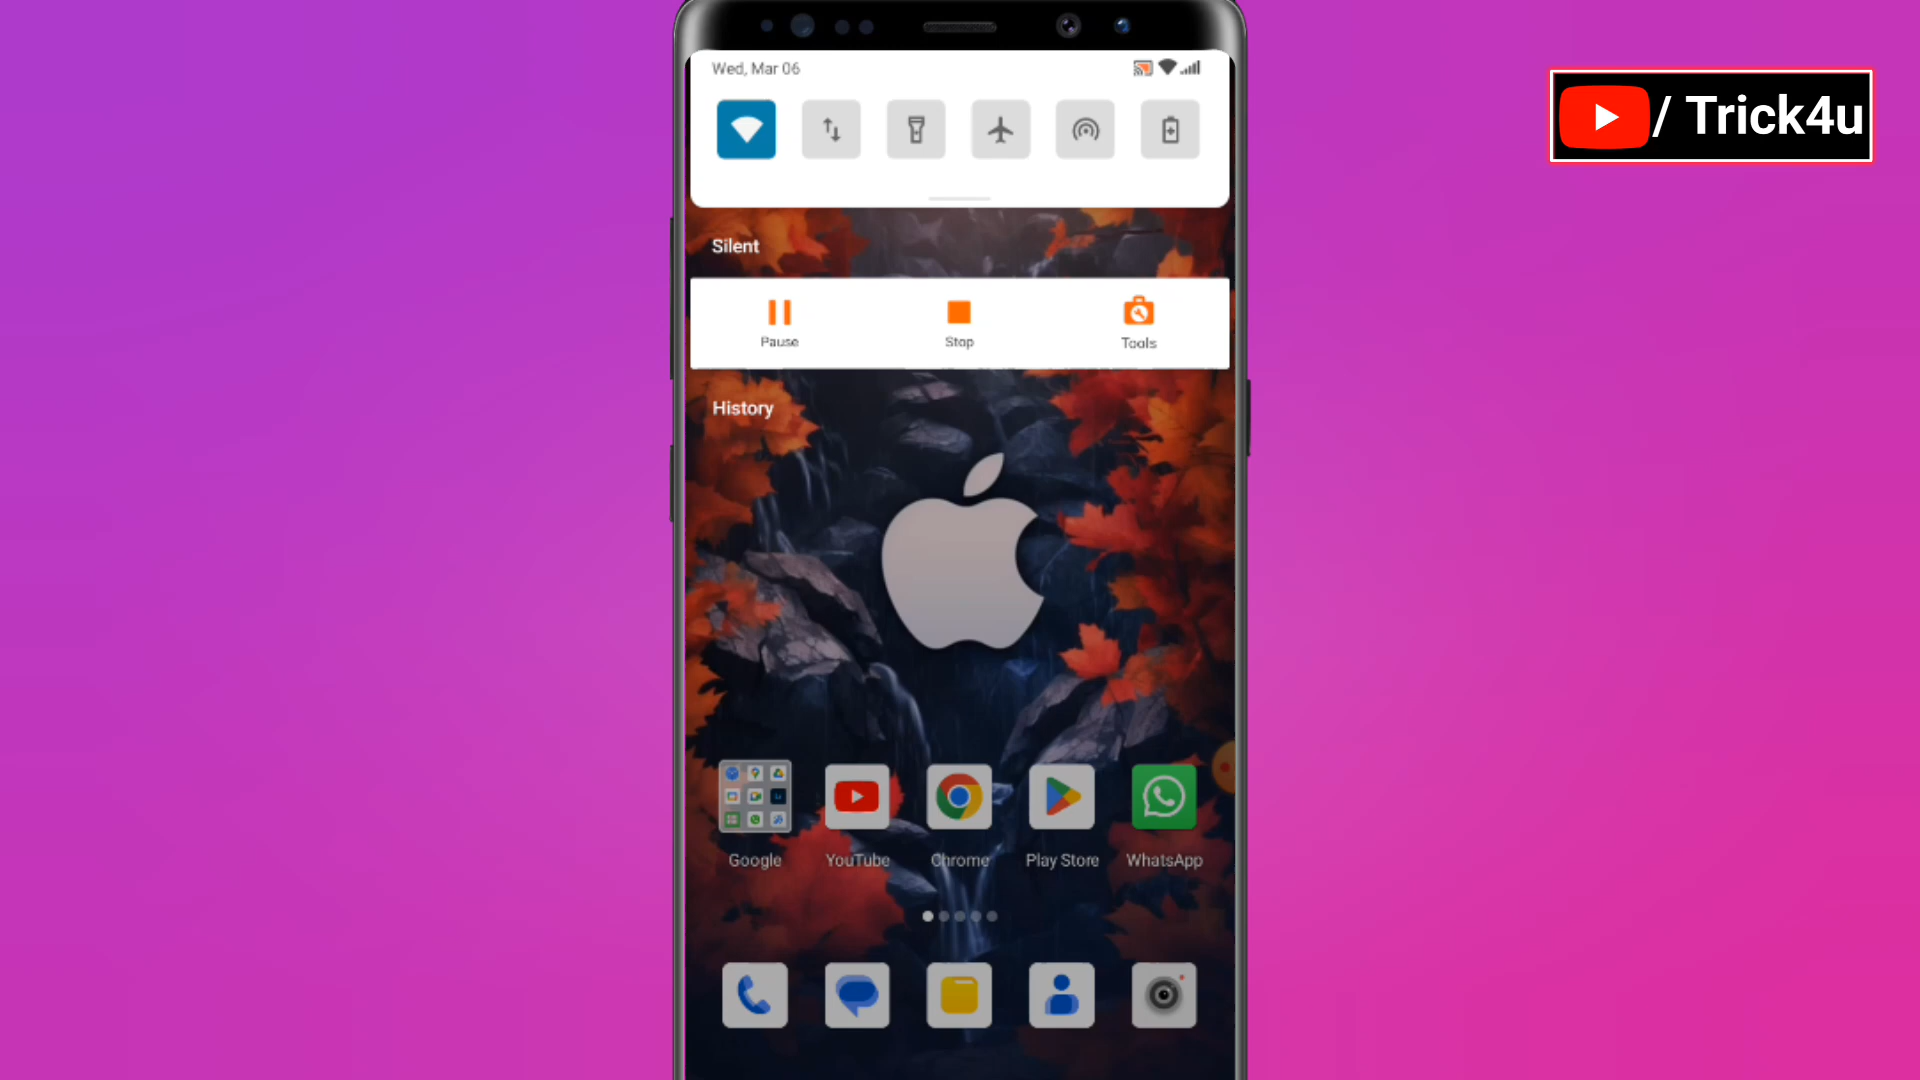 Wed, Mar 06
/ Trick4u
Silent
Pause Stop Tools
History
Google YouTube Chrome Play Store WhatsApp